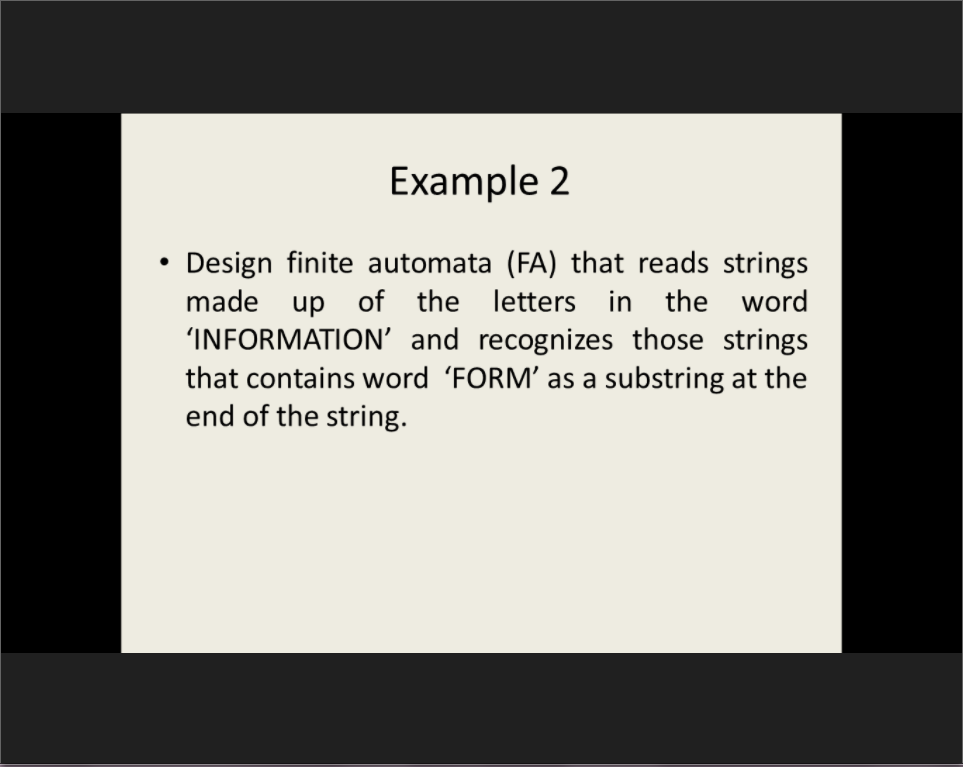 Example 2
• Design finite automata (FA) that reads strings
made up of the letters in the word
‘INFORMATION’ and recognizes those strings
that contains word ‘FORM’ as a substring at the
end of the string.